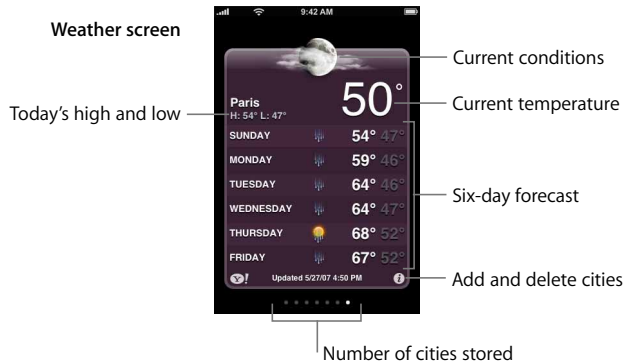 9:42 AM
Weather screen
Current conditions
50°
Current temperature
Paris
Today's high and low
H: 54° L: 47°
SUNDAY 54° 47°
MONDAY 59° 46°
TUESDAY 64° 46°
Six-day forecast
WEDNESDAY 64° 47°
THURSDAY 68° 52°
FRIDAY 67° 52°
Y! Updated 5/27/07 4:50 PM i
Add and delete cities
Number of cities stored